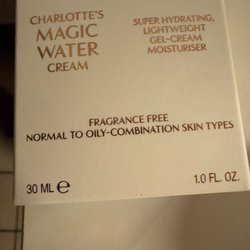 CHARLOTTE'S
MAGIC
WATER
CREAM
SUPER HYDRATING,
LIGHTWEIGHT
GEL-CREAM
MOISTURISER
FRAGRANCE FREE
NORMAL TO OILY-COMBINATION SKIN TYPES
30 ML ℮
1.0 FL. OZ.